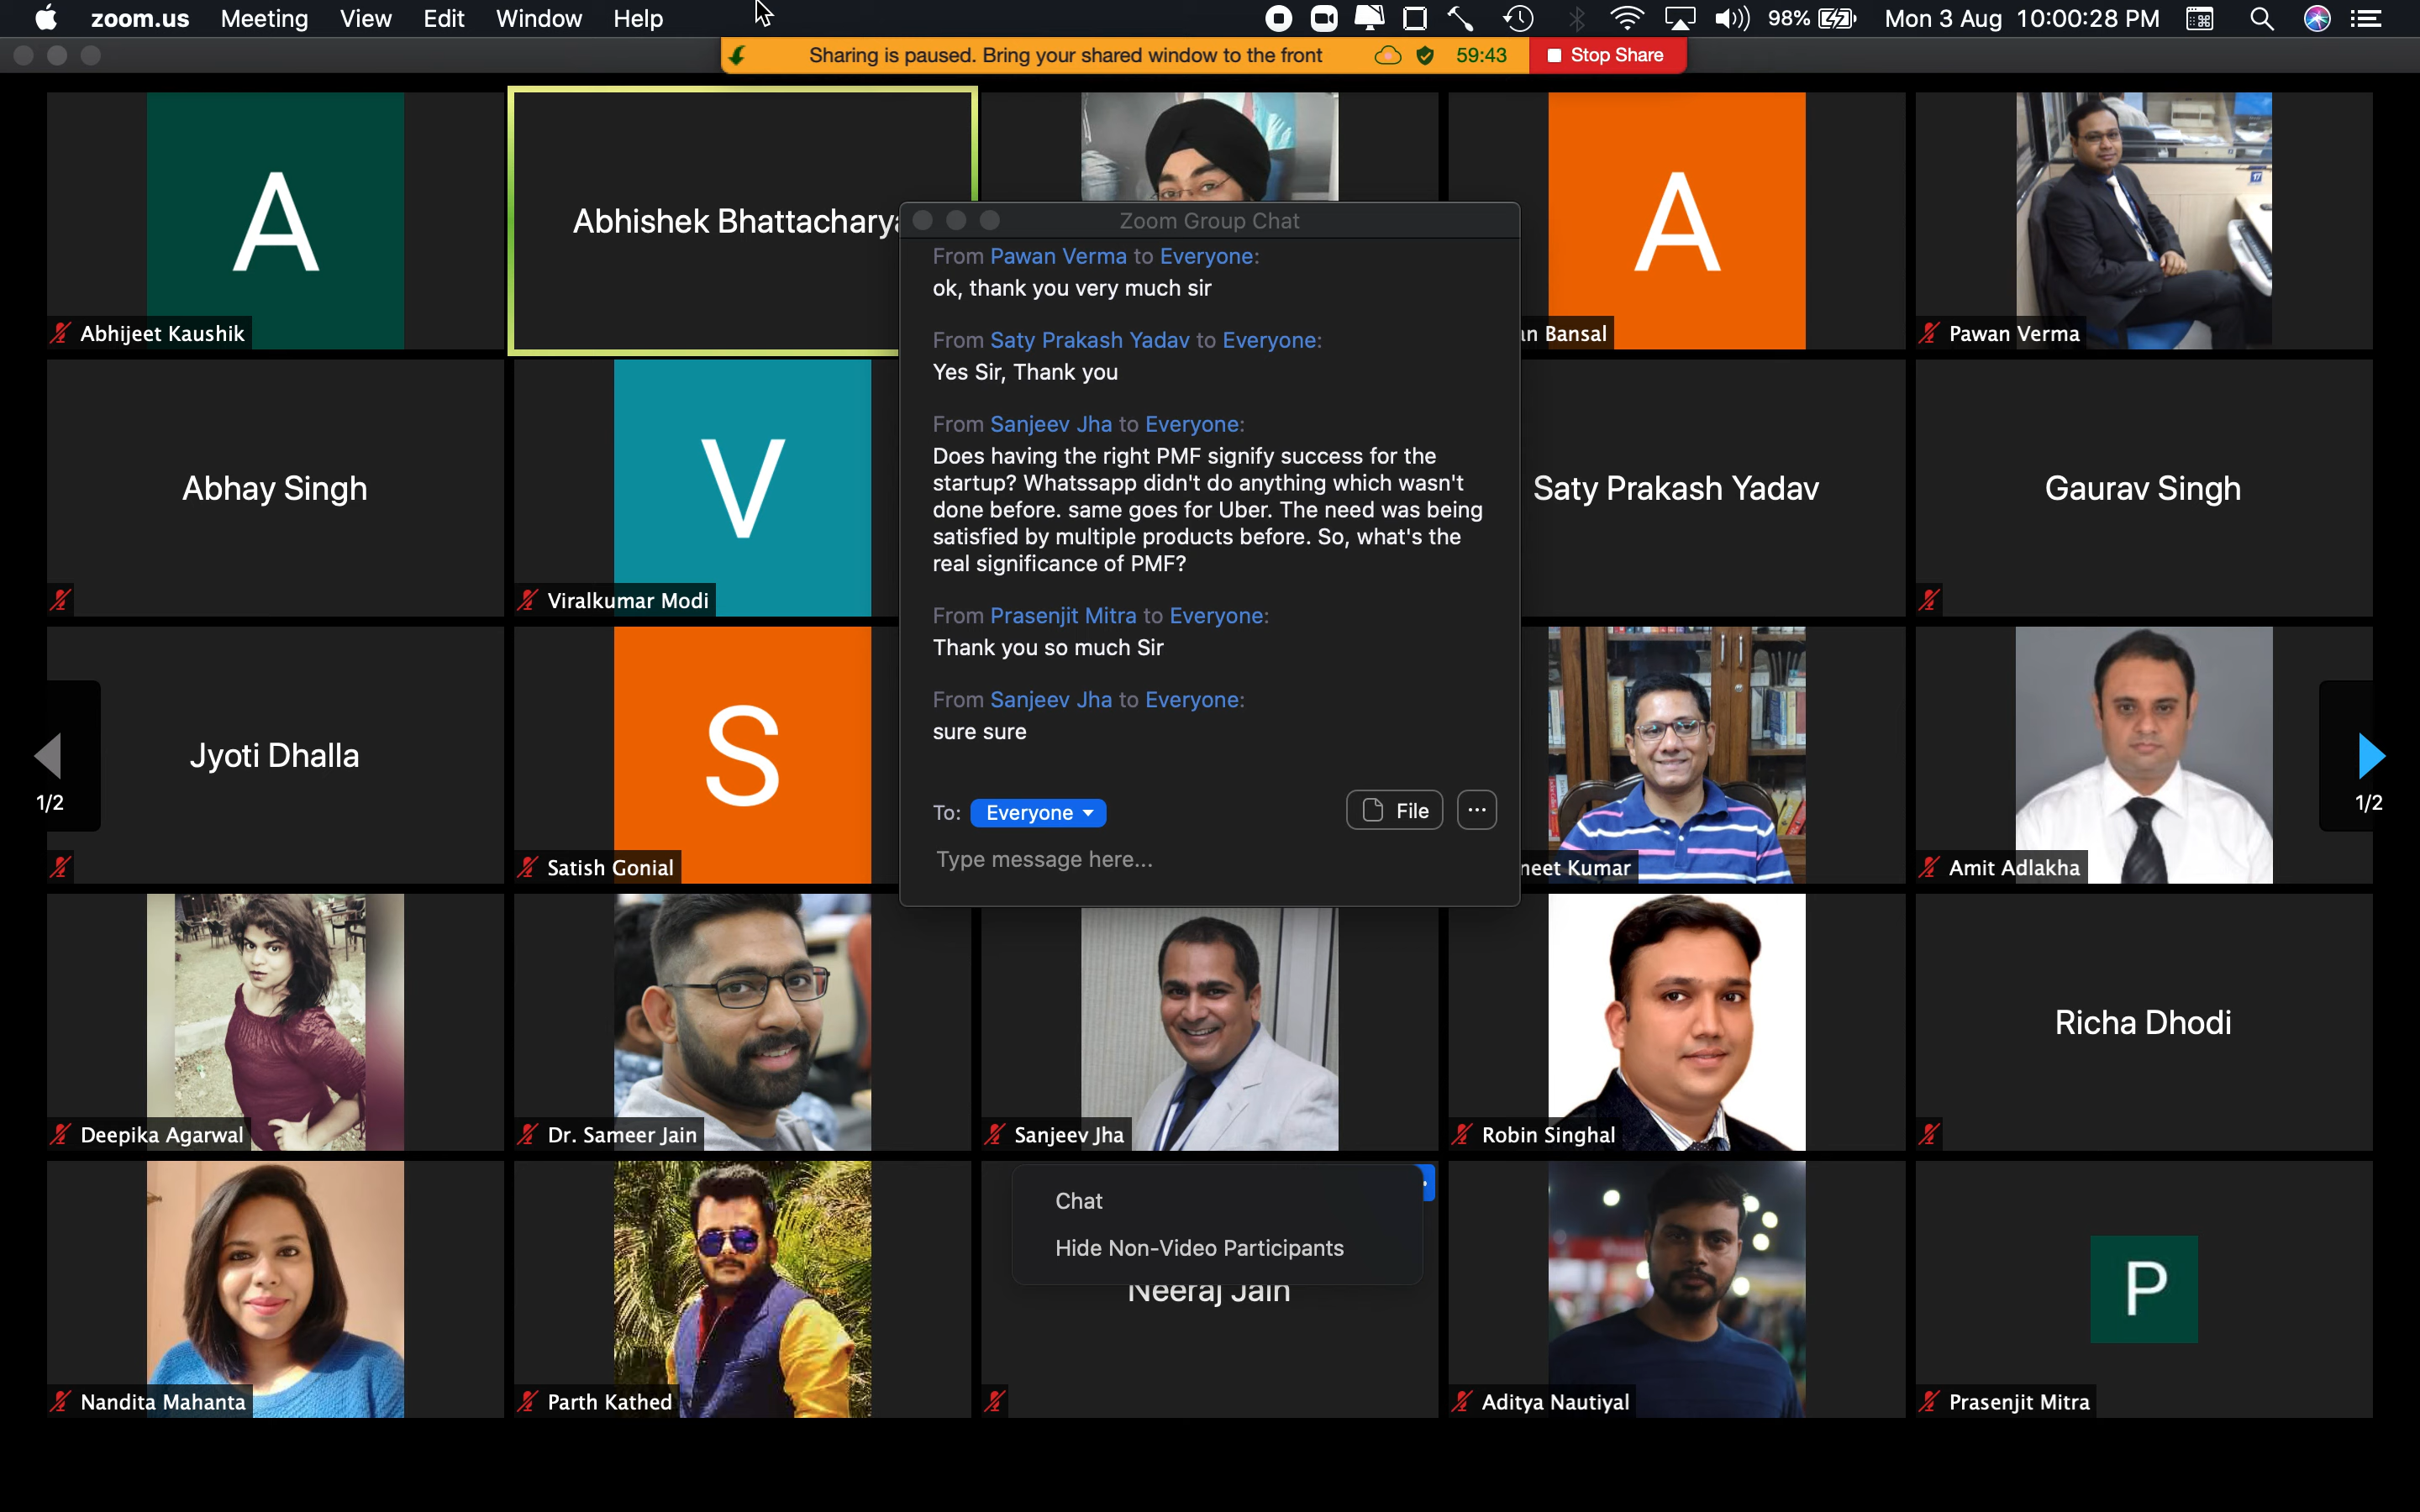 zoom.us Meeting View Edit Window Help 98% Mon 3 Aug 10:00:28 PM
Sharing is paused. Bring your shared window to the front 59:43 Stop Share
A
Abhijeet Kaushik
Abhishek Bhattacharya
A
n Bansal
Pawan Verma
17
Zoom Group Chat
From Pawan Verma to Everyone:
ok, thank you very much sir
From Saty Prakash Yadav to Everyone:
Yes Sir, Thank you
From Sanjeev Jha to Everyone:
Does having the right PMF signify success for the
startup? Whatssapp didn't do anything which wasn't
done before. same goes for Uber. The need was being
satisfied by multiple products before. So, what's the
real significance of PMF?
From Prasenjit Mitra to Everyone:
Thank you so much Sir
From Sanjeev Jha to Everyone:
sure sure
To: Everyone File ...
Type message here...
Abhay Singh
V
Viralkumar Modi
Saty Prakash Yadav
Gaurav Singh
Jyoti Dhalla
S
Satish Gonial
neet Kumar
Amit Adlakha
1/2
1/2
Deepika Agarwal
Dr. Sameer Jain
Sanjeev Jha
Robin Singhal
Richa Dhodi
Nandita Mahanta
Parth Kathed
Chat
Hide Non-Video Participants
Neeraj Jain
Aditya Nautiyal
P
Prasenjit Mitra